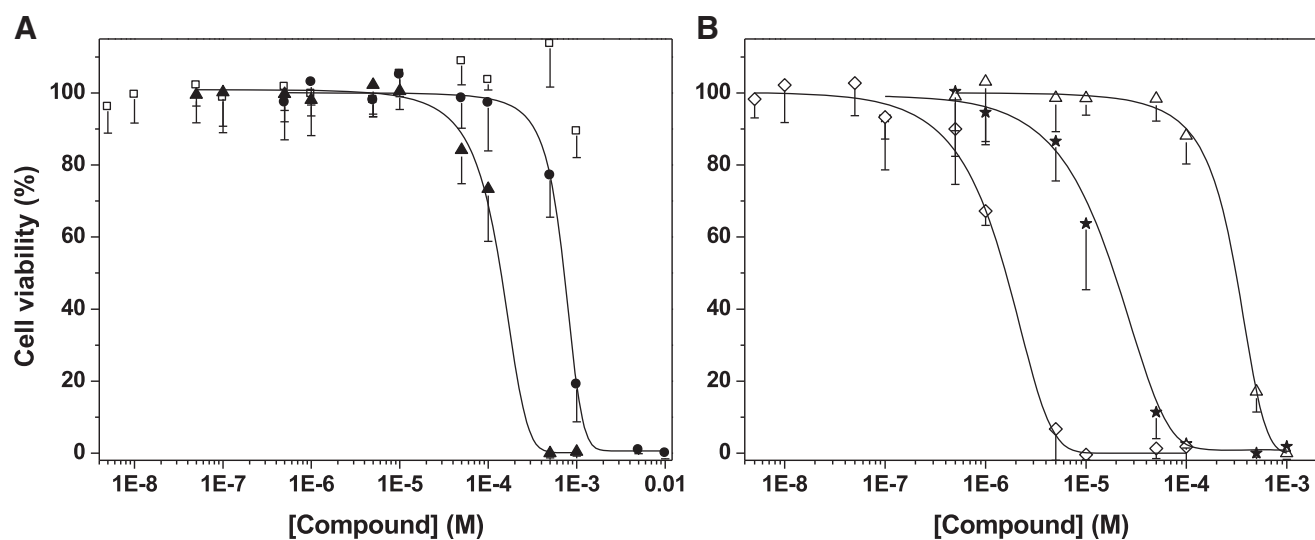 A
B
Cell viability (%)
100
80
60
40
20
0
1E-8 1E-7 1E-6 1E-5 1E-4 1E-3 0.01
[Compound] (M)
100
80
60
40
20
0
1E-8 1E-7 1E-6 1E-5 1E-4 1E-3
[Compound] (M)